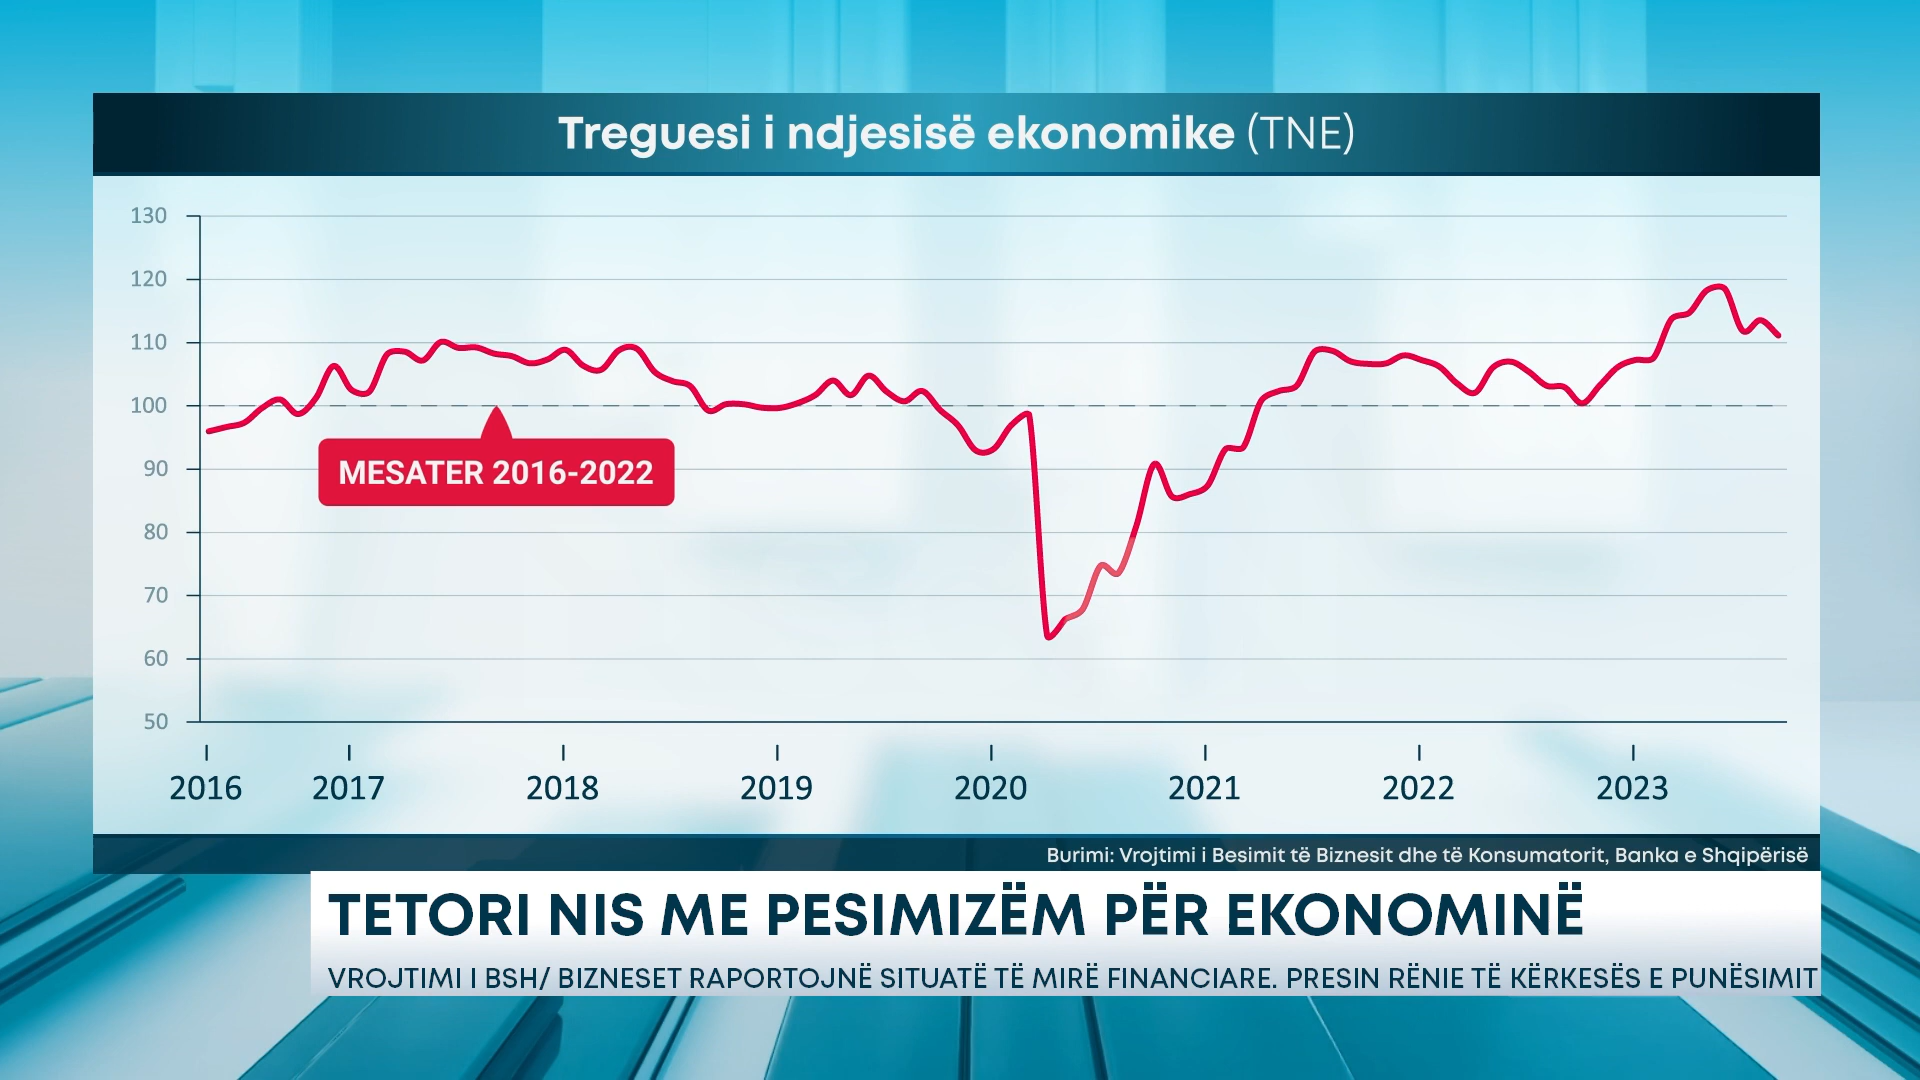 Treguesi i ndjesisë ekonomike (TNE)
130
120
110
100
90
80
70
60
50
MESATER 2016-2022
2016 2017 2018 2019 2020 2021 2022 2023
Burimi: Vrojtimi i Besimit të Biznesit dhe të Konsumatorit, Banka e Shqipërisë
TETORI NIS ME PESIMIZËM PËR EKONOMINË
VROJTIMI I BSH/ BIZNESET RAPORTOJNË SITUATË TË MIRË FINANCIARE. PRESIN RËNIE TË KËRKESËS E PUNËSIMIT